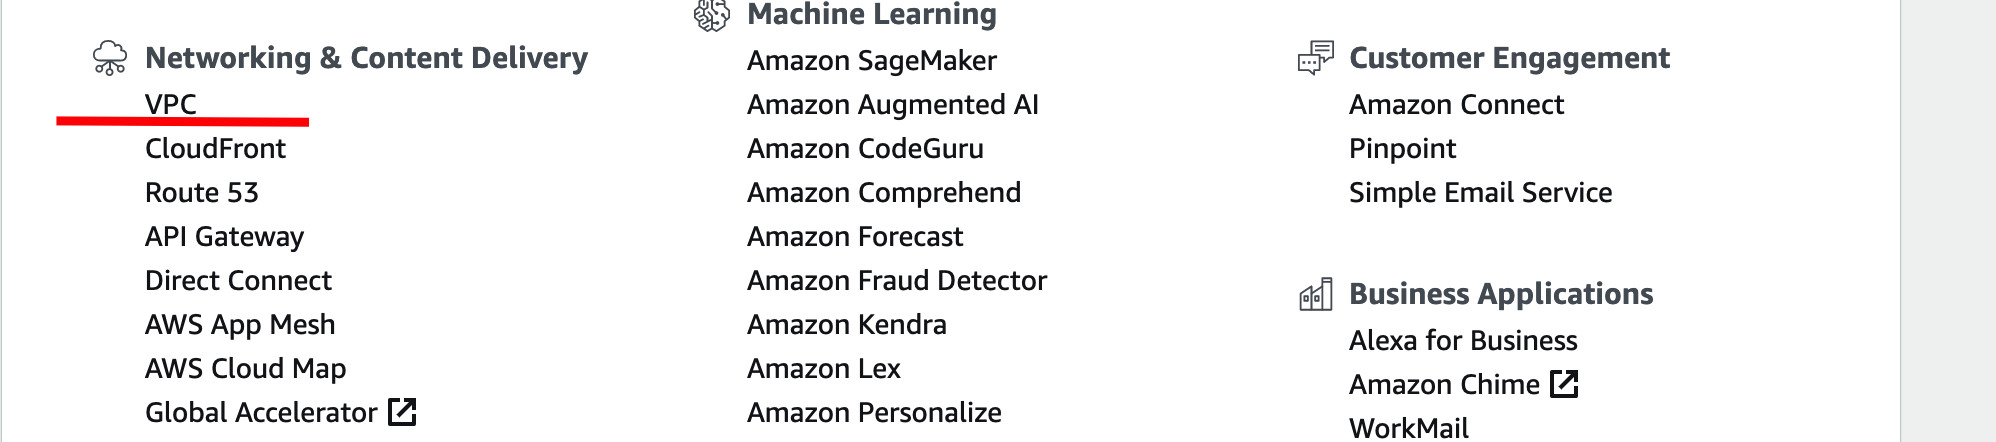 Networking & Content Delivery
VPC
CloudFront
Route 53
API Gateway
Direct Connect
AWS App Mesh
AWS Cloud Map
Global Accelerator
Machine Learning
Amazon SageMaker
Amazon Augmented AI
Amazon CodeGuru
Amazon Comprehend
Amazon Forecast
Amazon Fraud Detector
Amazon Kendra
Amazon Lex
Amazon Personalize
Customer Engagement
Amazon Connect
Pinpoint
Simple Email Service
Business Applications
Alexa for Business
Amazon Chime
WorkMail